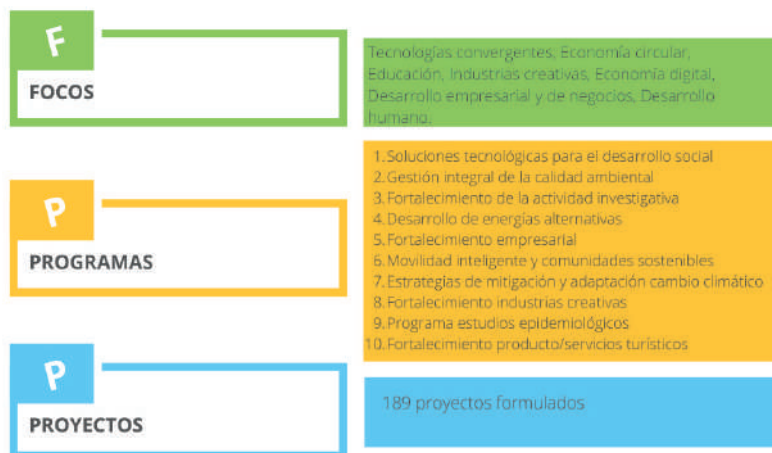 F
FOCOS
Tecnologías convergentes, Economía circular,
Educación, Industrias creativas, Economía digital,
Desarrollo empresarial y de negocios, Desarrollo
humano.
P
PROGRAMAS
1. Soluciones tecnológicas para el desarrollo social
2. Gestión integral de la calidad ambiental
3. Fortalecimiento de la actividad investigativa
4. Desarrollo de energías alternativas
5. Fortalecimiento empresarial
6. Movilidad inteligente y comunidades sostenibles
7. Estrategias de mitigación y adaptación cambio climático
8. Fortalecimiento industrias creativas
9. Programa estudios epidemiológicos
10. Fortalecimiento producto/servicios turísticos
P
PROYECTOS
189 proyectos formulados